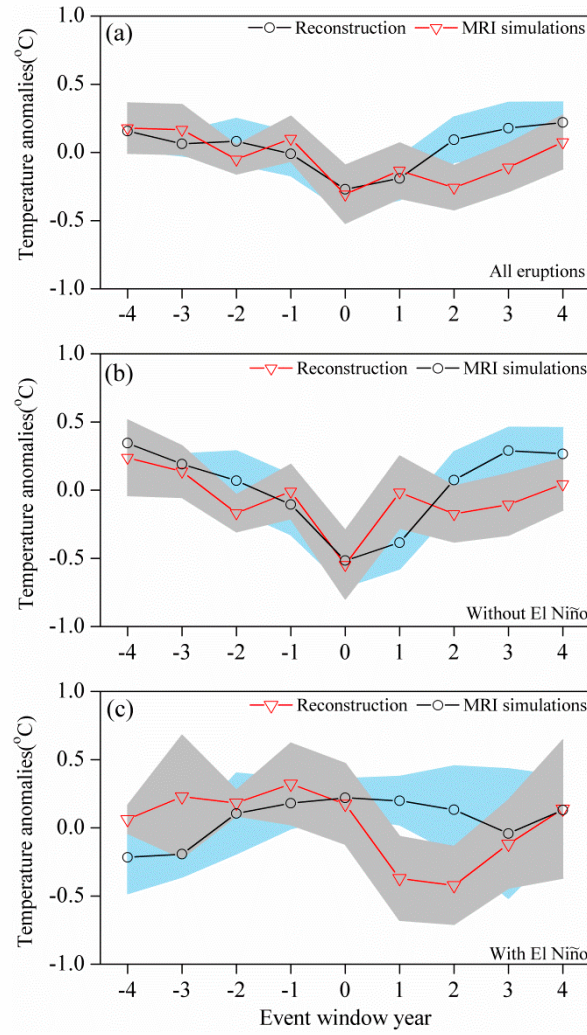 (a)
Reconstruction
MRI simulations
Temperature anomalies(°C)
1.0
0.5
0.0
-0.5
-1.0
All eruptions
-4 -3 -2 -1 0 1 2 3 4
(b)
Reconstruction
MRI simulations
Temperature anomalies(°C)
1.0
0.5
0.0
-0.5
-1.0
Without El Niño
-4 -3 -2 -1 0 1 2 3 4
(c)
Reconstruction
MRI simulations
Temperature anomalies(°C)
1.0
0.5
0.0
-0.5
-1.0
With El Niño
-4 -3 -2 -1 0 1 2 3 4
Event window year